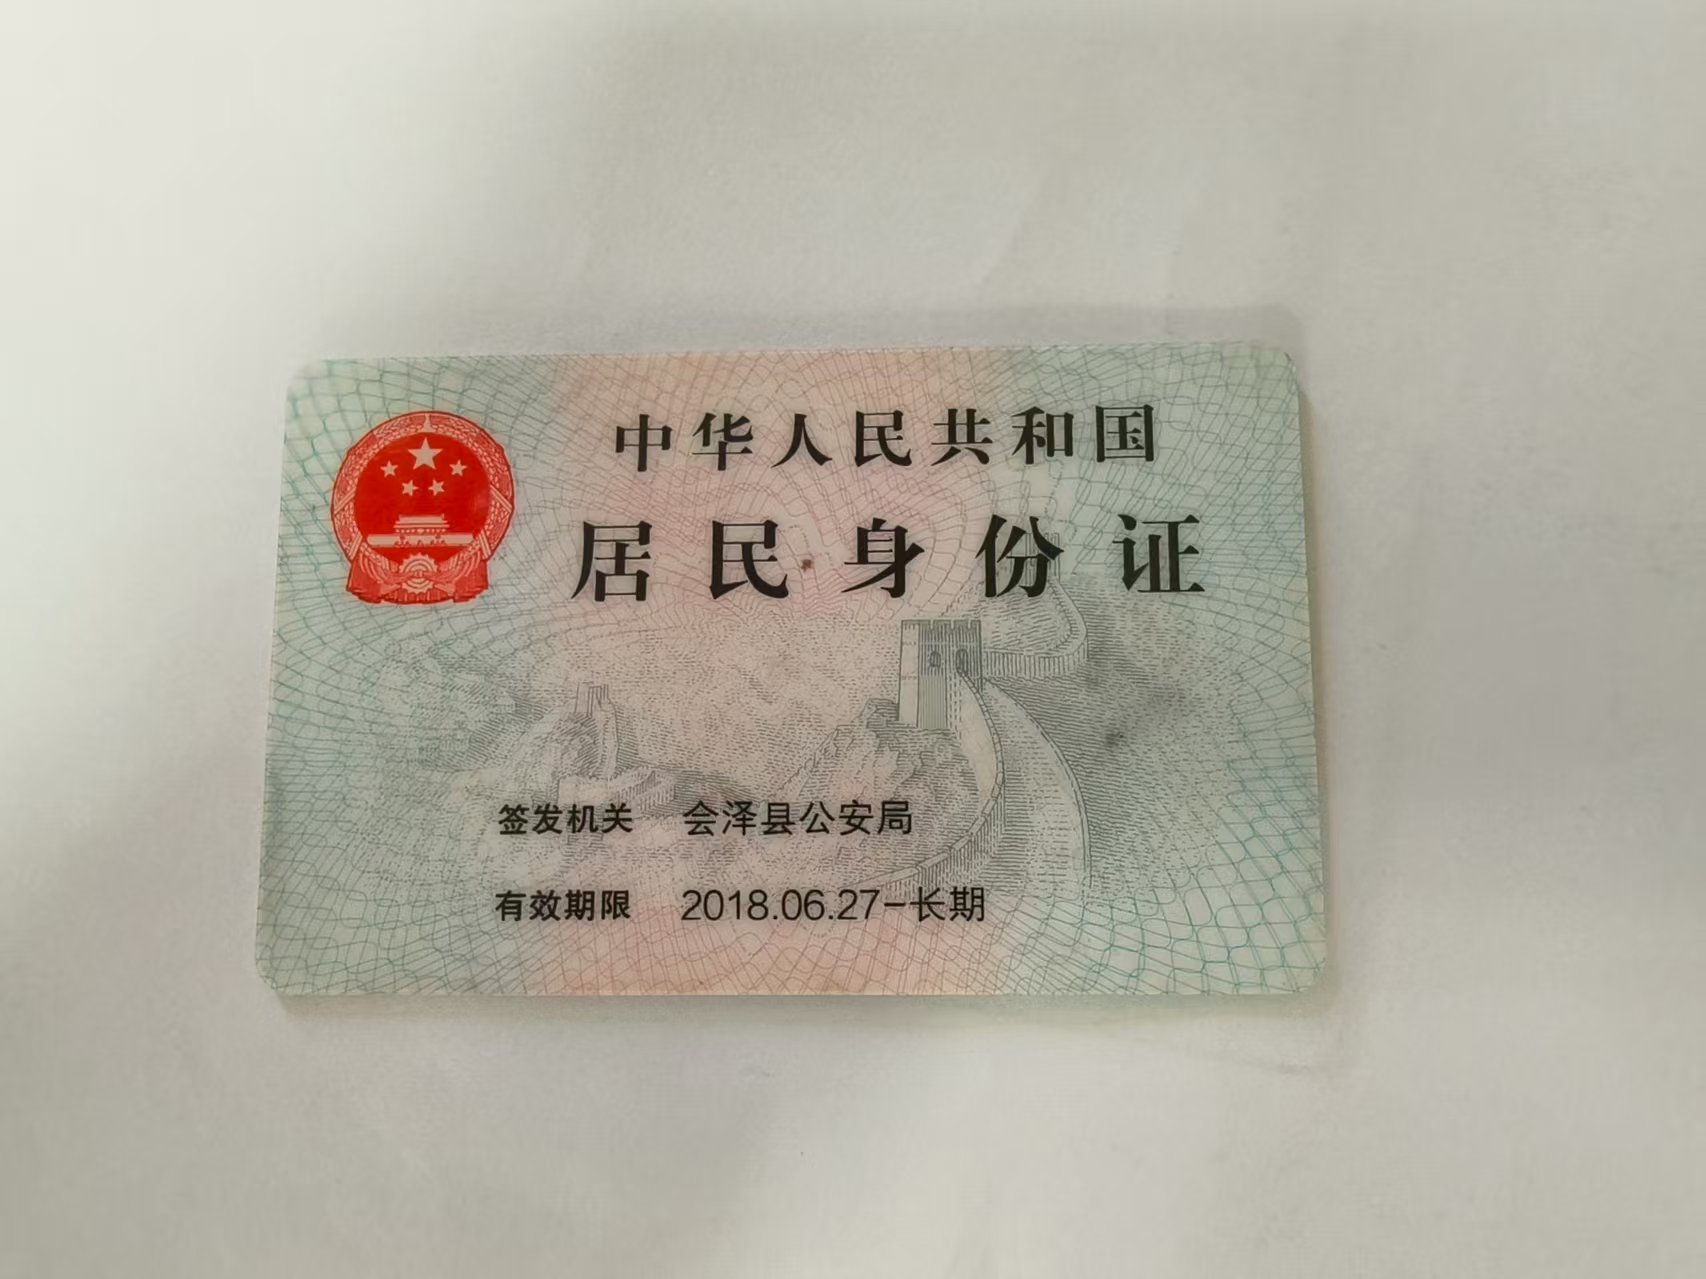 中华人民共和国
居民身份证
签发机关 会泽县公安局
有效期限 2018.06.27-长期